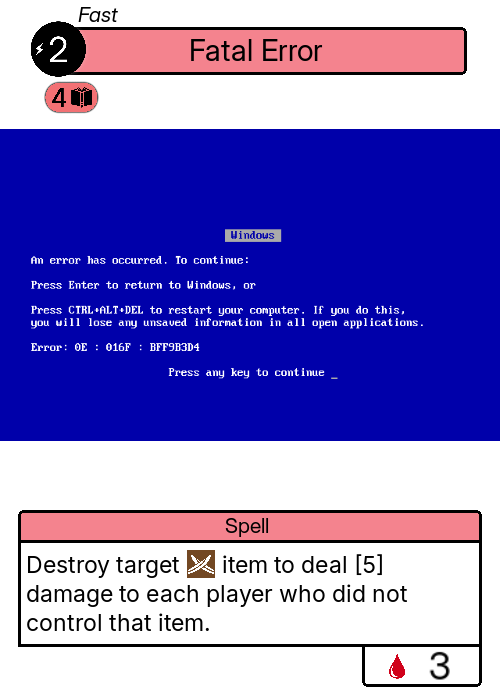 Fast
2
Fatal Error
4
Windows
An error has occurred. To continue:
Press Enter to return to Windows, or
Press CTRL+ALT+DEL to restart your computer. If you do this,
you will lose any unsaved information in all open applications.
Error: 0E : 016F : BFF9B3D4
Press any key to continue _
Spell
Destroy target item to deal [5]
damage to each player who did not
control that item.
3